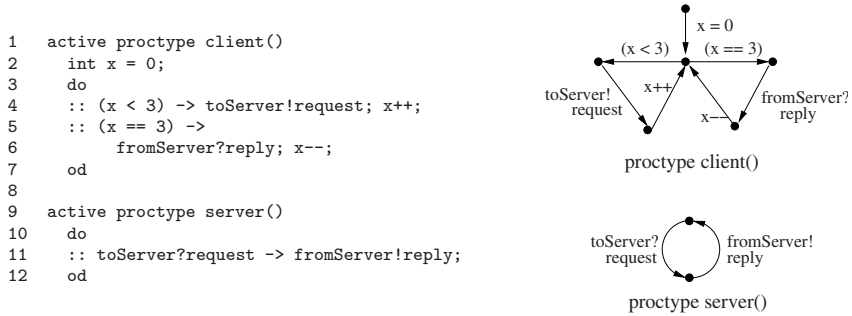 1 active proctype client()
2 int x = 0;
3 do
4 :: (x < 3) -> toServer!request; x++;
5 :: (x == 3) ->
6 fromServer?reply; x--;
7 od
8
9 active proctype server()
10 do
11 :: toServer?request -> fromServer!reply;
12 od
x = 0
(x < 3)
(x == 3)
toServer!
request
x++
x--
fromServer?
reply
proctype client()
toServer?
request
fromServer!
reply
proctype server()